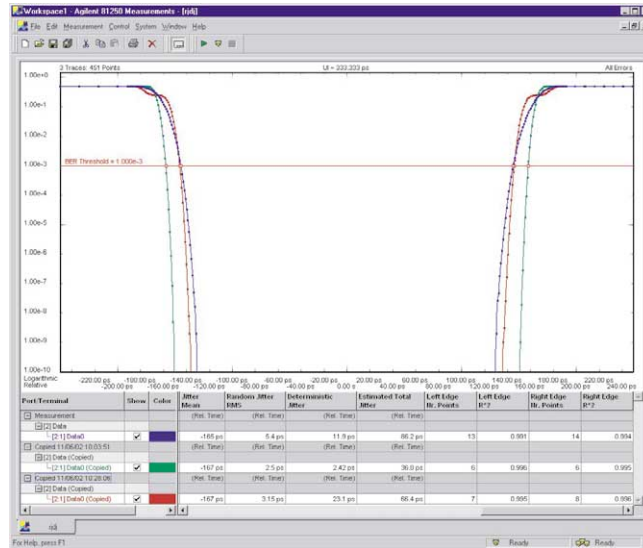 Workspace1 - Agilent 81250 Measurements - [rjdj]
File Edit Measurement Control System Window Help
3 Traces: 451 Points UI = 333.333 ps All Errors
1.00e+0
1.00e-1
1.00e-2
BER Threshold = 1.000e-3
1.00e-3
1.00e-4
1.00e-5
1.00e-6
1.00e-7
1.00e-8
1.00e-9
1.00e-10
Logarithmic -220.00 ps -180.00 ps -140.00 ps -100.00 ps -60.00 ps -20.00 ps 20.00 ps 60.00 ps 100.00 ps 140.00 ps 180.00 ps 220.00 ps
Relative -200.00 ps -160.00 ps -120.00 ps -80.00 ps -40.00 ps 0.00 s 40.00 ps 80.00 ps 120.00 ps 160.00 ps 200.00 ps 240.00 ps
Port/Terminal Show Color Jitter Mean Random Jitter RMS Deterministic Jitter Estimated Total Jitter Left Edge Nr. Points Left Edge R^2 Right Edge Nr. Points Right Edge R^2
Measurement (Rel. Time) (Rel. Time) (Rel. Time) (Rel. Time)
[2] Data
[2:1] Data0 -165 ps 5.4 ps 11.9 ps 86.2 ps 13 0.991 14 0.994
Copied 11/06/02 10:03:51 (Rel. Time) (Rel. Time) (Rel. Time) (Rel. Time)
[2] Data (Copied)
[2:1] Data0 (Copied) -167 ps 2.5 ps 2.42 ps 36.9 ps 6 0.996 6 0.995
Copied 11/06/02 10:28:06 (Rel. Time) (Rel. Time) (Rel. Time) (Rel. Time)
[2] Data (Copied)
[2:1] Data0 (Copied) -167 ps 3.15 ps 23.1 ps 66.4 ps 7 0.995 8 0.996
rjdj
For Help, press F1 Ready Ready